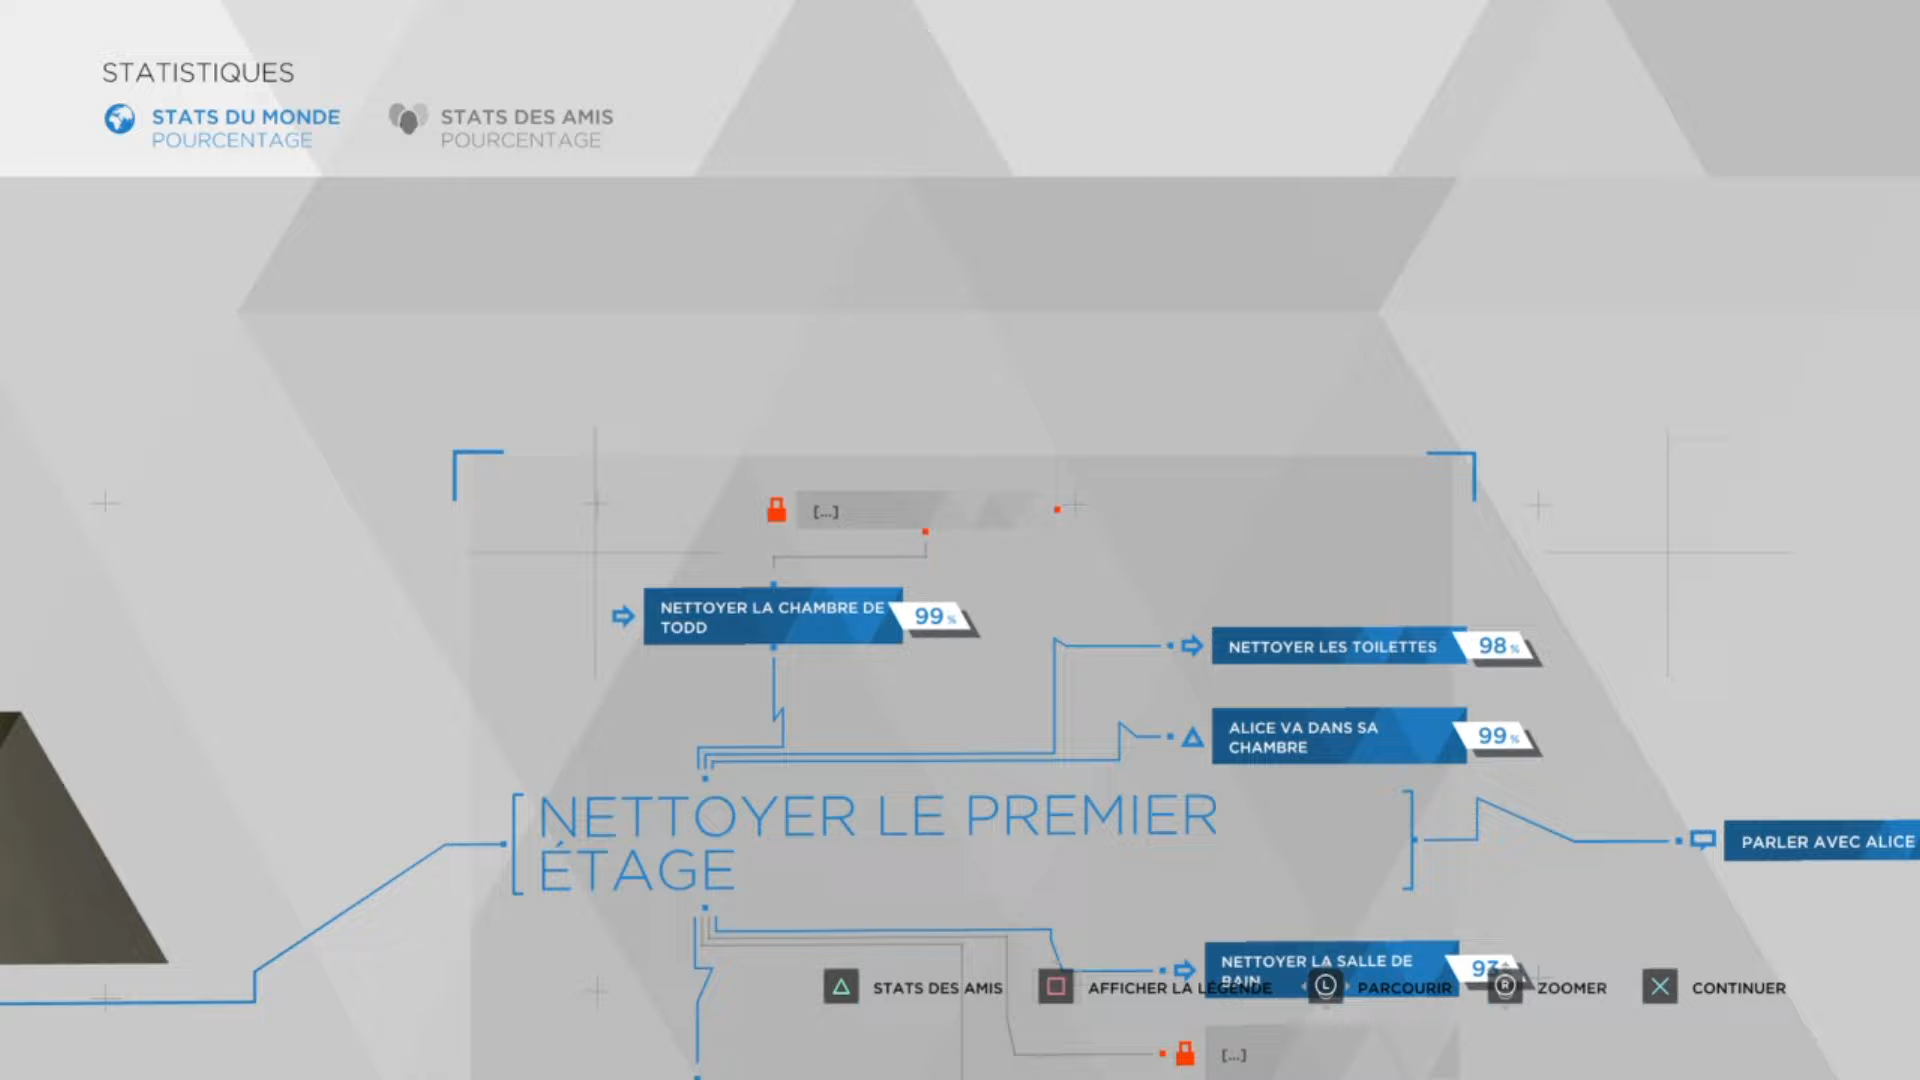 STATISTIQUES
STATS DU MONDE
POURCENTAGE
STATS DES AMIS
POURCENTAGE
[...]
NETTOYER LA CHAMBRE DE
TODD
99 %
NETTOYER LES TOILETTES
98 %
ALICE VA DANS SA
CHAMBRE
99 %
NETTOYER LE PREMIER
ÉTAGE
PARLER AVEC ALICE
NETTOYER LA SALLE DE
BAIN
STATS DES AMIS
AFFICHER LA LÉGENDE
L
PARCOURIR
R
ZOOMER
CONTINUER
[...]